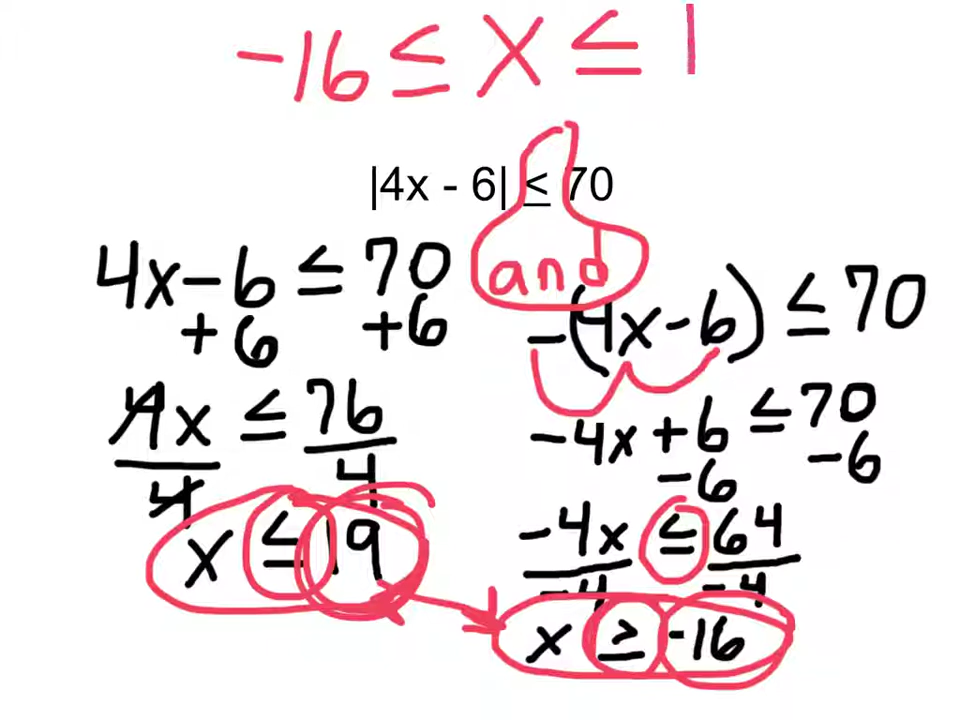 -16 ≤ X ≤ 1
|4x - 6| ≤ 70
and
4x-6 ≤ 70
+6 +6
4x ≤ 76
4 4
x ≤ 19
-(4x-6) ≤ 70
-4x +6 ≤ 70
-6 -6
-4x ≤ 64
-4 -4
x ≥ -16